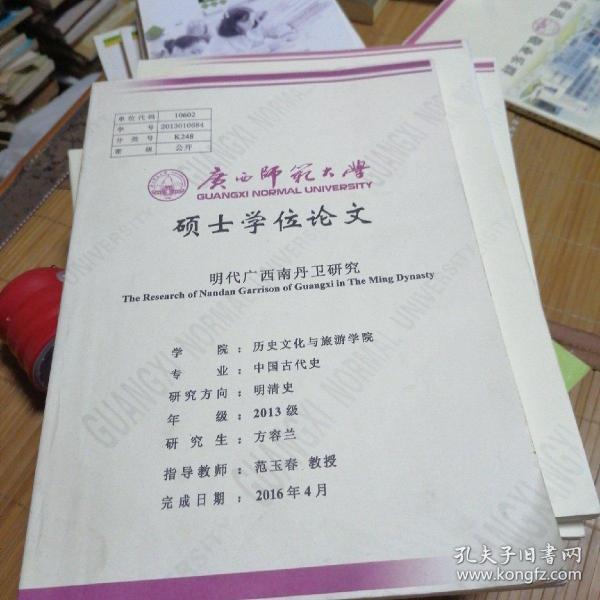 单位代码 10602
学号 2013010684
分类号 K248
密级 公开
廣西師範大學
GUANGXI NORMAL UNIVERSITY
硕士学位论文
明代广西南丹卫研究
The Research of Nandan Garrison of Guangxi in The Ming Dynasty
学院：历史文化与旅游学院
专业：中国古代史
研究方向：明清史
年级：2013级
研究生：方容兰
指导教师：范玉春 教授
完成日期：2016年4月
GUANGXI NORMAL UNIVERSITY
孔夫子旧书网
www.kongfz.com